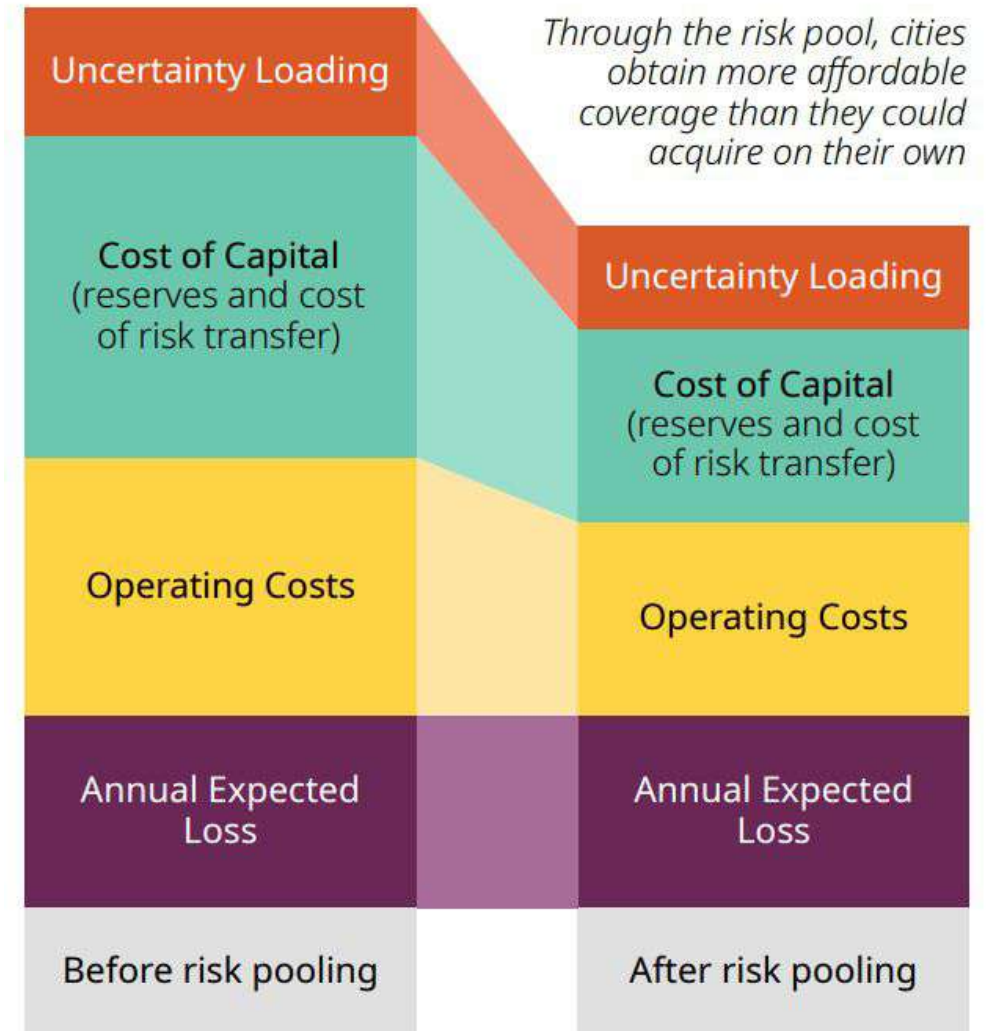 Through the risk pool, cities
obtain more affordable
coverage than they could
acquire on their own
Uncertainty Loading
Cost of Capital
(reserves and cost
of risk transfer)
Operating Costs
Annual Expected
Loss
Before risk pooling
Uncertainty Loading
Cost of Capital
(reserves and cost
of risk transfer)
Operating Costs
Annual Expected
Loss
After risk pooling